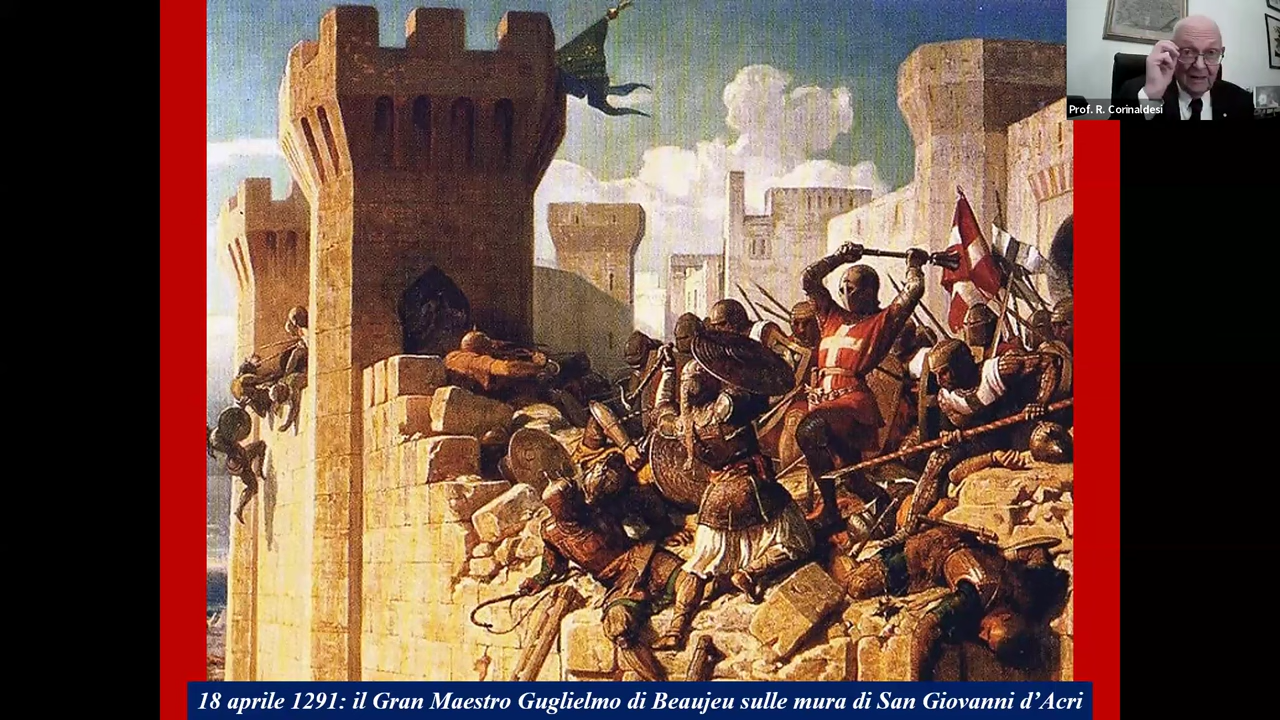 Prof. R. Corinaldesi
18 aprile 1291: il Gran Maestro Guglielmo di Beaujeu sulle mura di San Giovanni d’Acri